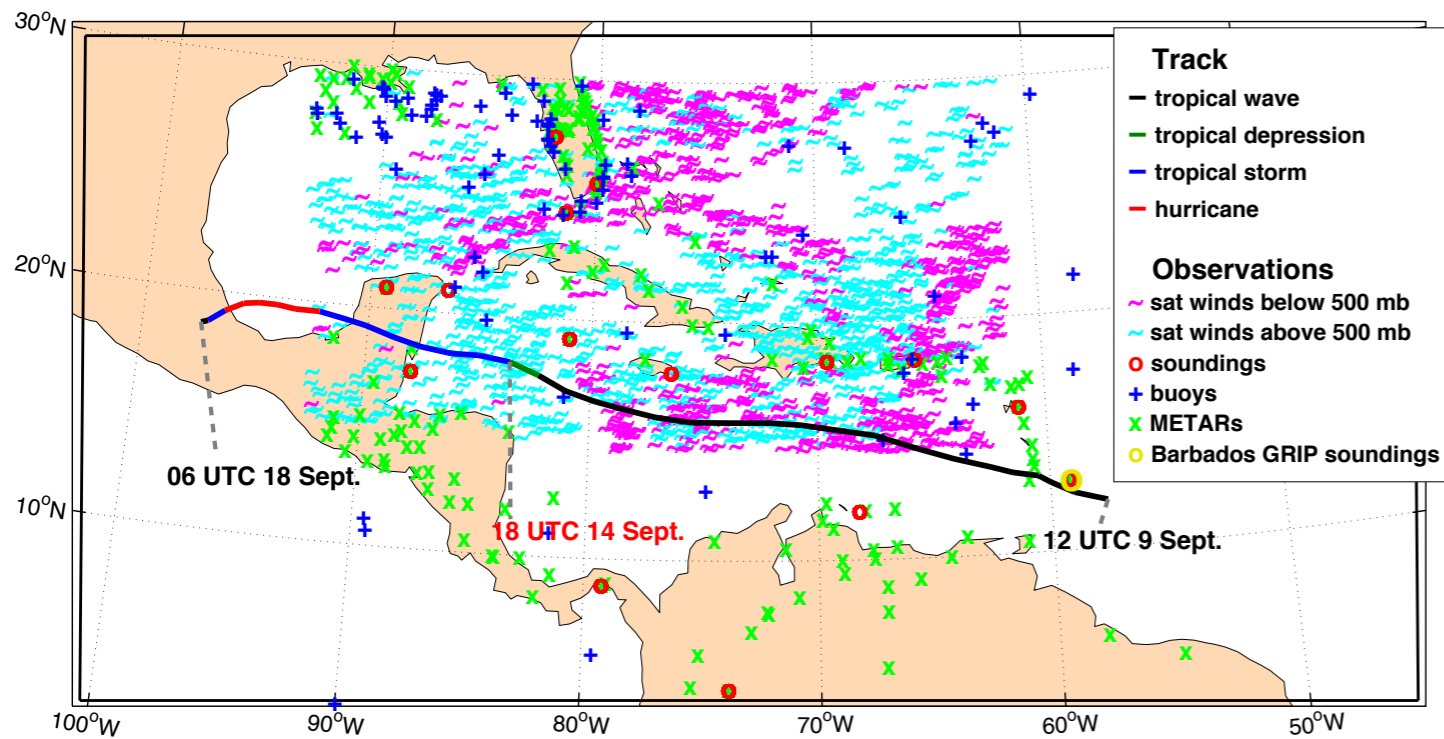 30°N
20°N
10°N
100°W
90°W
80°W
70°W
60°W
50°W
06 UTC 18 Sept.
18 UTC 14 Sept.
12 UTC 9 Sept.
Track
tropical wave
tropical depression
tropical storm
hurricane
Observations
sat winds below 500 mb
sat winds above 500 mb
soundings
buoys
METARs
Barbados GRIP soundings